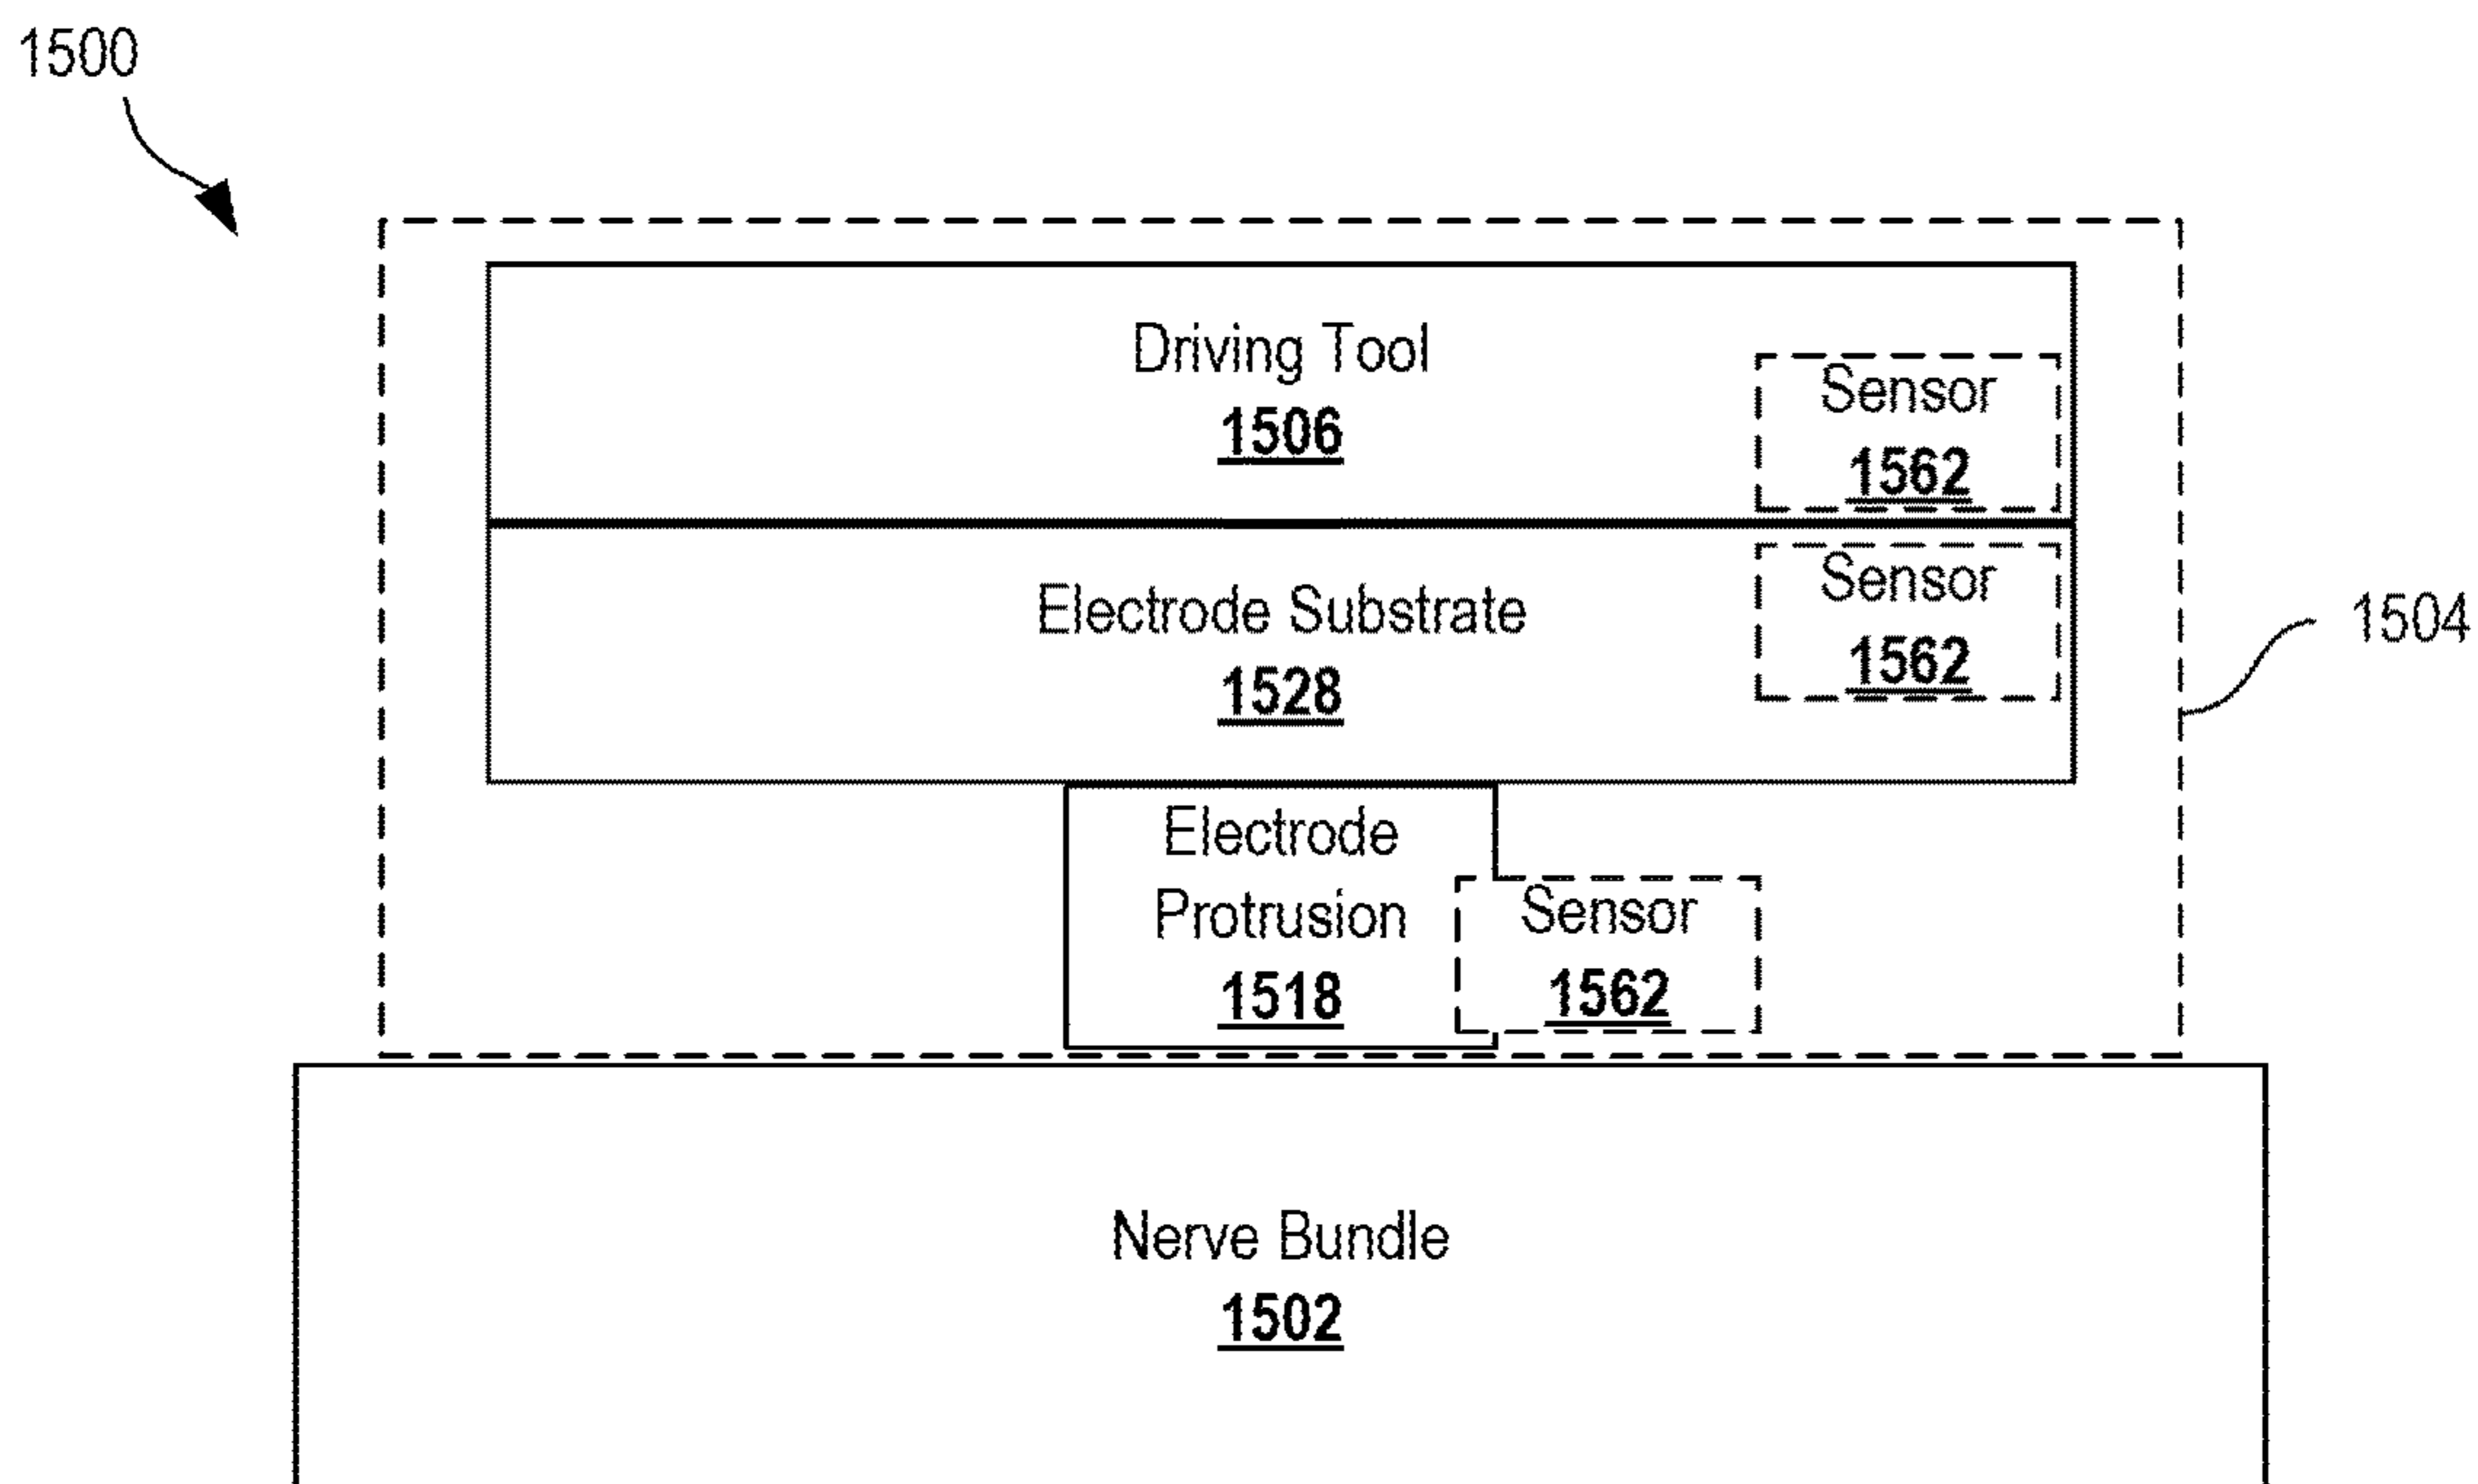 1500
Driving Tool
1506
Sensor
1562
Electrode Substrate
1528
Sensor
1562
1504
Electrode
Protrusion
1518
Sensor
1562
Nerve Bundle
1502